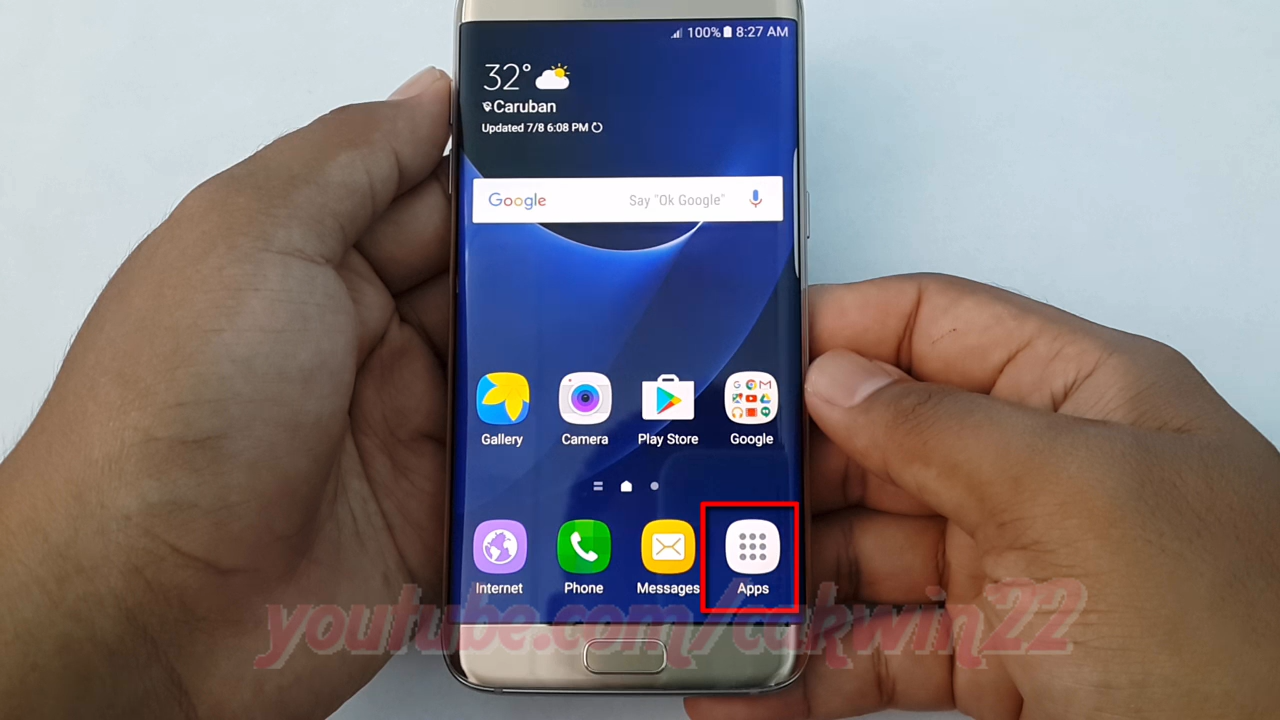 100% 8:27 AM
32°
Caruban
Updated 7/8 6:08 PM
Google Say "Ok Google"
Gallery Camera Play Store Google
Internet Phone Messages Apps
youtube.com/cakwin22